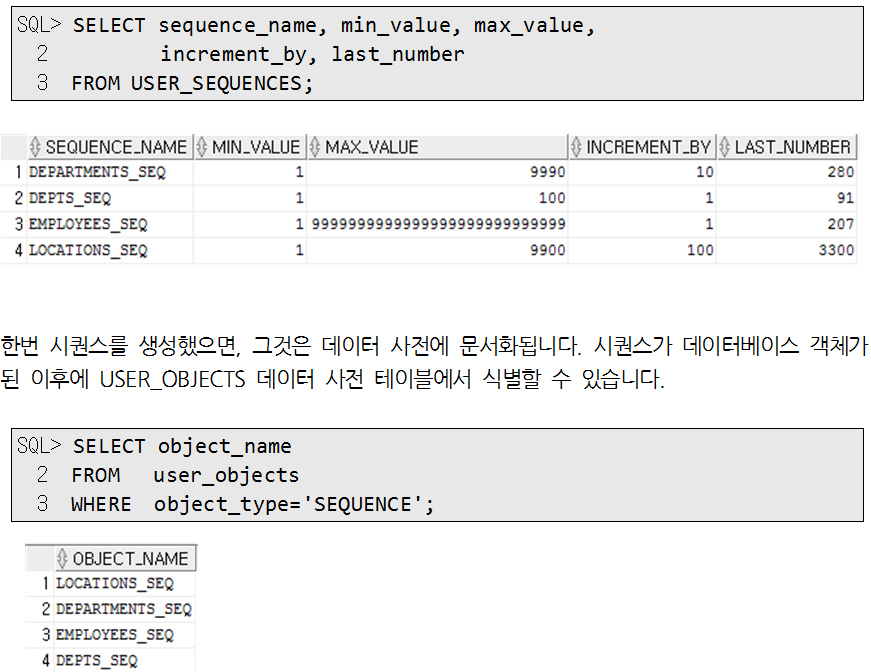 SQL> SELECT sequence_name, min_value, max_value,
2 increment_by, last_number
3 FROM USER_SEQUENCES;
SEQUENCE_NAME MIN_VALUE MAX_VALUE INCREMENT_BY LAST_NUMBER
1 DEPARTMENTS_SEQ 1 9990 10 280
2 DEPTS_SEQ 1 100 1 91
3 EMPLOYEES_SEQ 1 9999999999999999999999999999 1 207
4 LOCATIONS_SEQ 1 9900 100 3300
한번 시퀀스를 생성했으면, 그것은 데이터 사전에 문서화됩니다. 시퀀스가 데이터베이스 객체가
된 이후에 USER_OBJECTS 데이터 사전 테이블에서 식별할 수 있습니다.
SQL> SELECT object_name
2 FROM user_objects
3 WHERE object_type='SEQUENCE';
OBJECT_NAME
1 LOCATIONS_SEQ
2 DEPARTMENTS_SEQ
3 EMPLOYEES_SEQ
4 DEPTS_SEQ